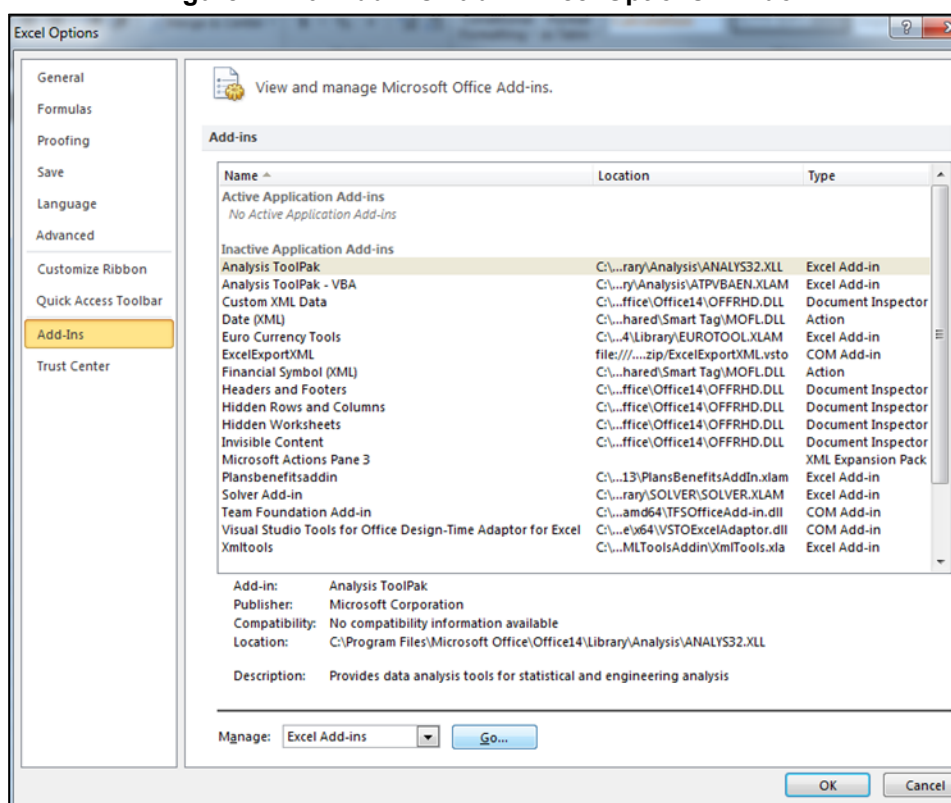 Excel Options
General
Formulas
Proofing
Save
Language
Advanced
Customize Ribbon
Quick Access Toolbar
Add-Ins
Trust Center
View and manage Microsoft Office Add-ins.
Add-ins
Name Location Type
Active Application Add-ins
No Active Application Add-ins
Inactive Application Add-ins
Analysis ToolPak C:\...rary\Analysis\ANALYS32.XLL Excel Add-in
Analysis ToolPak - VBA C:\...ry\Analysis\ATPVBAEN.XLAM Excel Add-in
Custom XML Data C:\...ffice\Office14\OFFRHD.DLL Document Inspector
Date (XML) C:\...hared\Smart Tag\MOFL.DLL Action
Euro Currency Tools C:\...4\Library\EUROTOOL.XLAM Excel Add-in
ExcelExportXML file:///....zip/ExcelExportXML.vsto COM Add-in
Financial Symbol (XML) C:\...hared\Smart Tag\MOFL.DLL Action
Headers and Footers C:\...ffice\Office14\OFFRHD.DLL Document Inspector
Hidden Rows and Columns C:\...ffice\Office14\OFFRHD.DLL Document Inspector
Hidden Worksheets C:\...ffice\Office14\OFFRHD.DLL Document Inspector
Invisible Content C:\...ffice\Office14\OFFRHD.DLL Document Inspector
Microsoft Actions Pane 3 XML Expansion Pack
Plansbenefitsaddin C:\...13\PlansBenefitsAddIn.xlam Excel Add-in
Solver Add-in C:\...rary\SOLVER\SOLVER.XLAM Excel Add-in
Team Foundation Add-in C:\...amd64\TFSOfficeAdd-in.dll COM Add-in
Visual Studio Tools for Office Design-Time Adaptor for Excel C:\...e\x64\VSTOExcelAdaptor.dll COM Add-in
Xmltools C:\...MLToolsAddin\XmlTools.xla Excel Add-in
Add-in: Analysis ToolPak
Publisher: Microsoft Corporation
Compatibility: No compatibility information available
Location: C:\Program Files\Microsoft Office\Office14\Library\Analysis\ANALYS32.XLL
Description: Provides data analysis tools for statistical and engineering analysis
Manage: Excel Add-ins Go...
OK Cancel